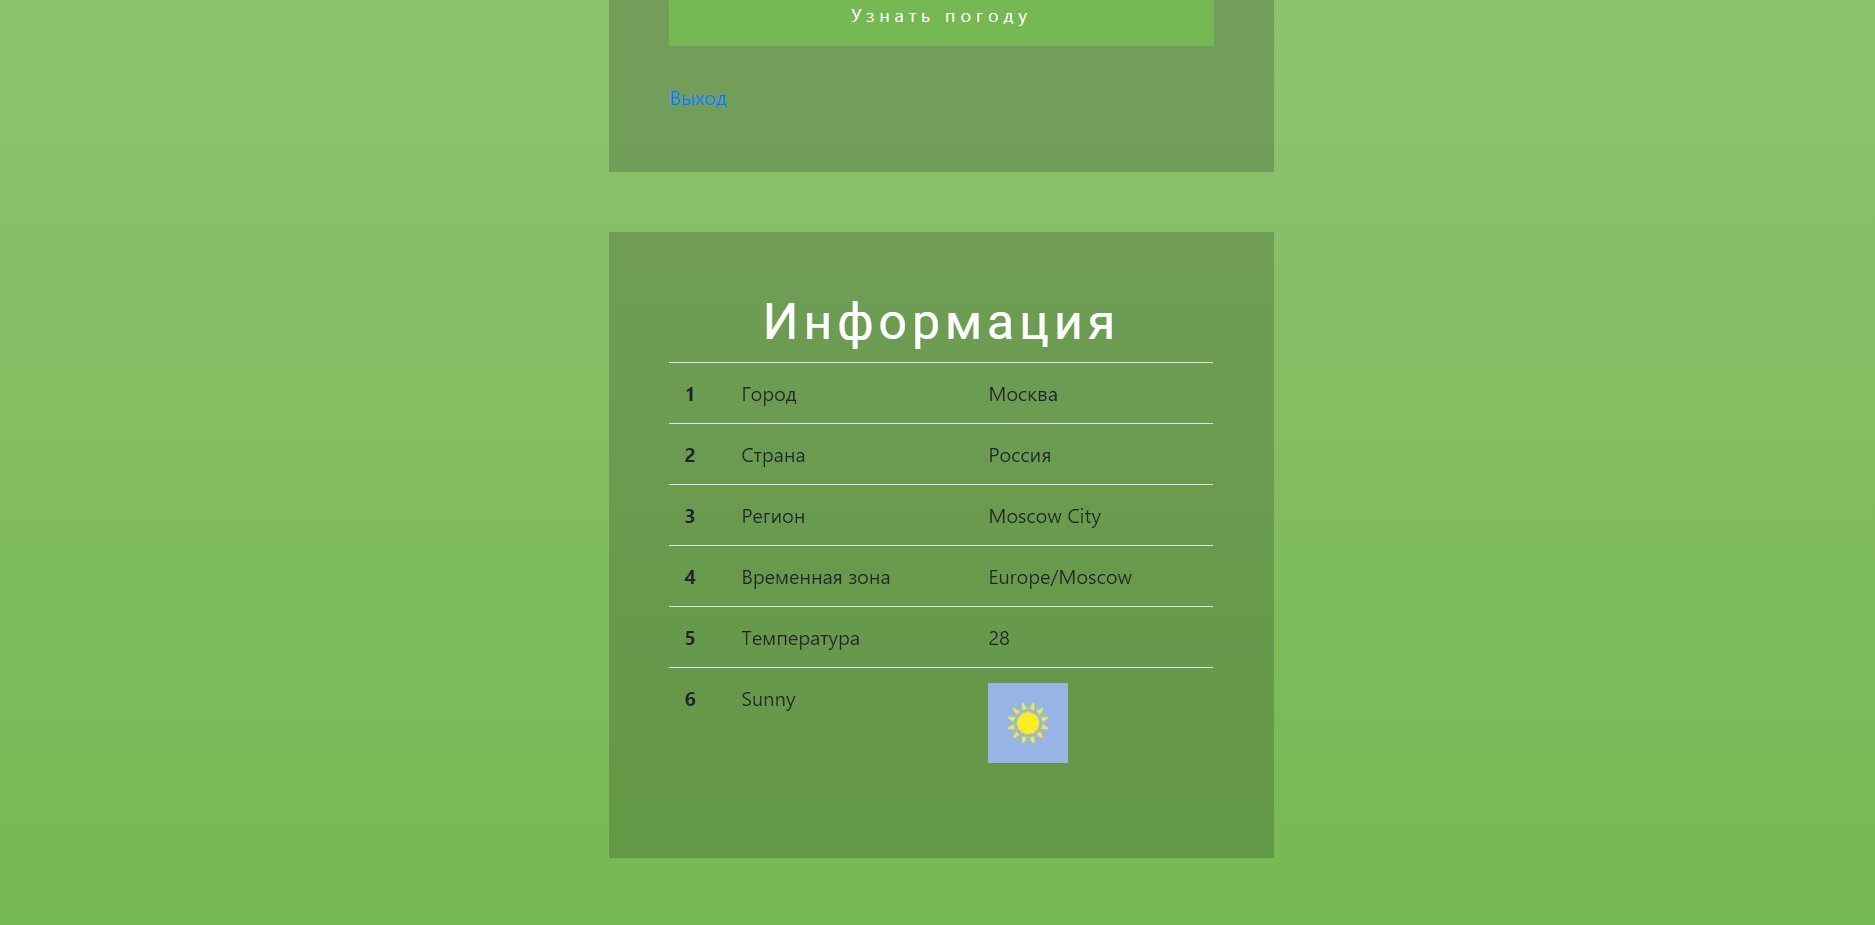 Узнать погоду
Выход
Информация
1 Город Москва
2 Страна Россия
3 Регион Moscow City
4 Временная зона Europe/Moscow
5 Температура 28
6 Sunny